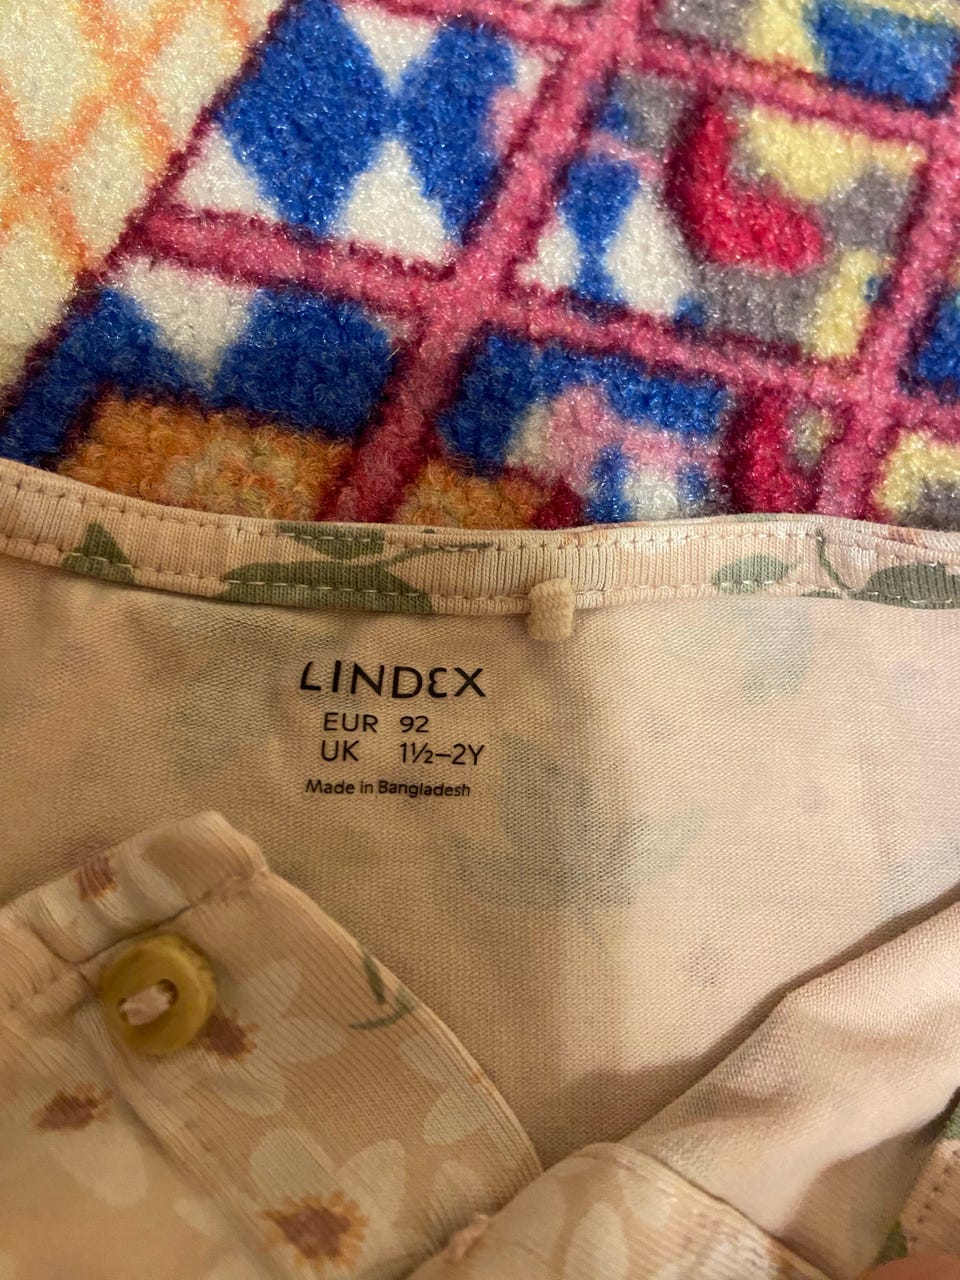 LINDEX
EUR 92
UK 1½–2Y
Made in Bangladesh